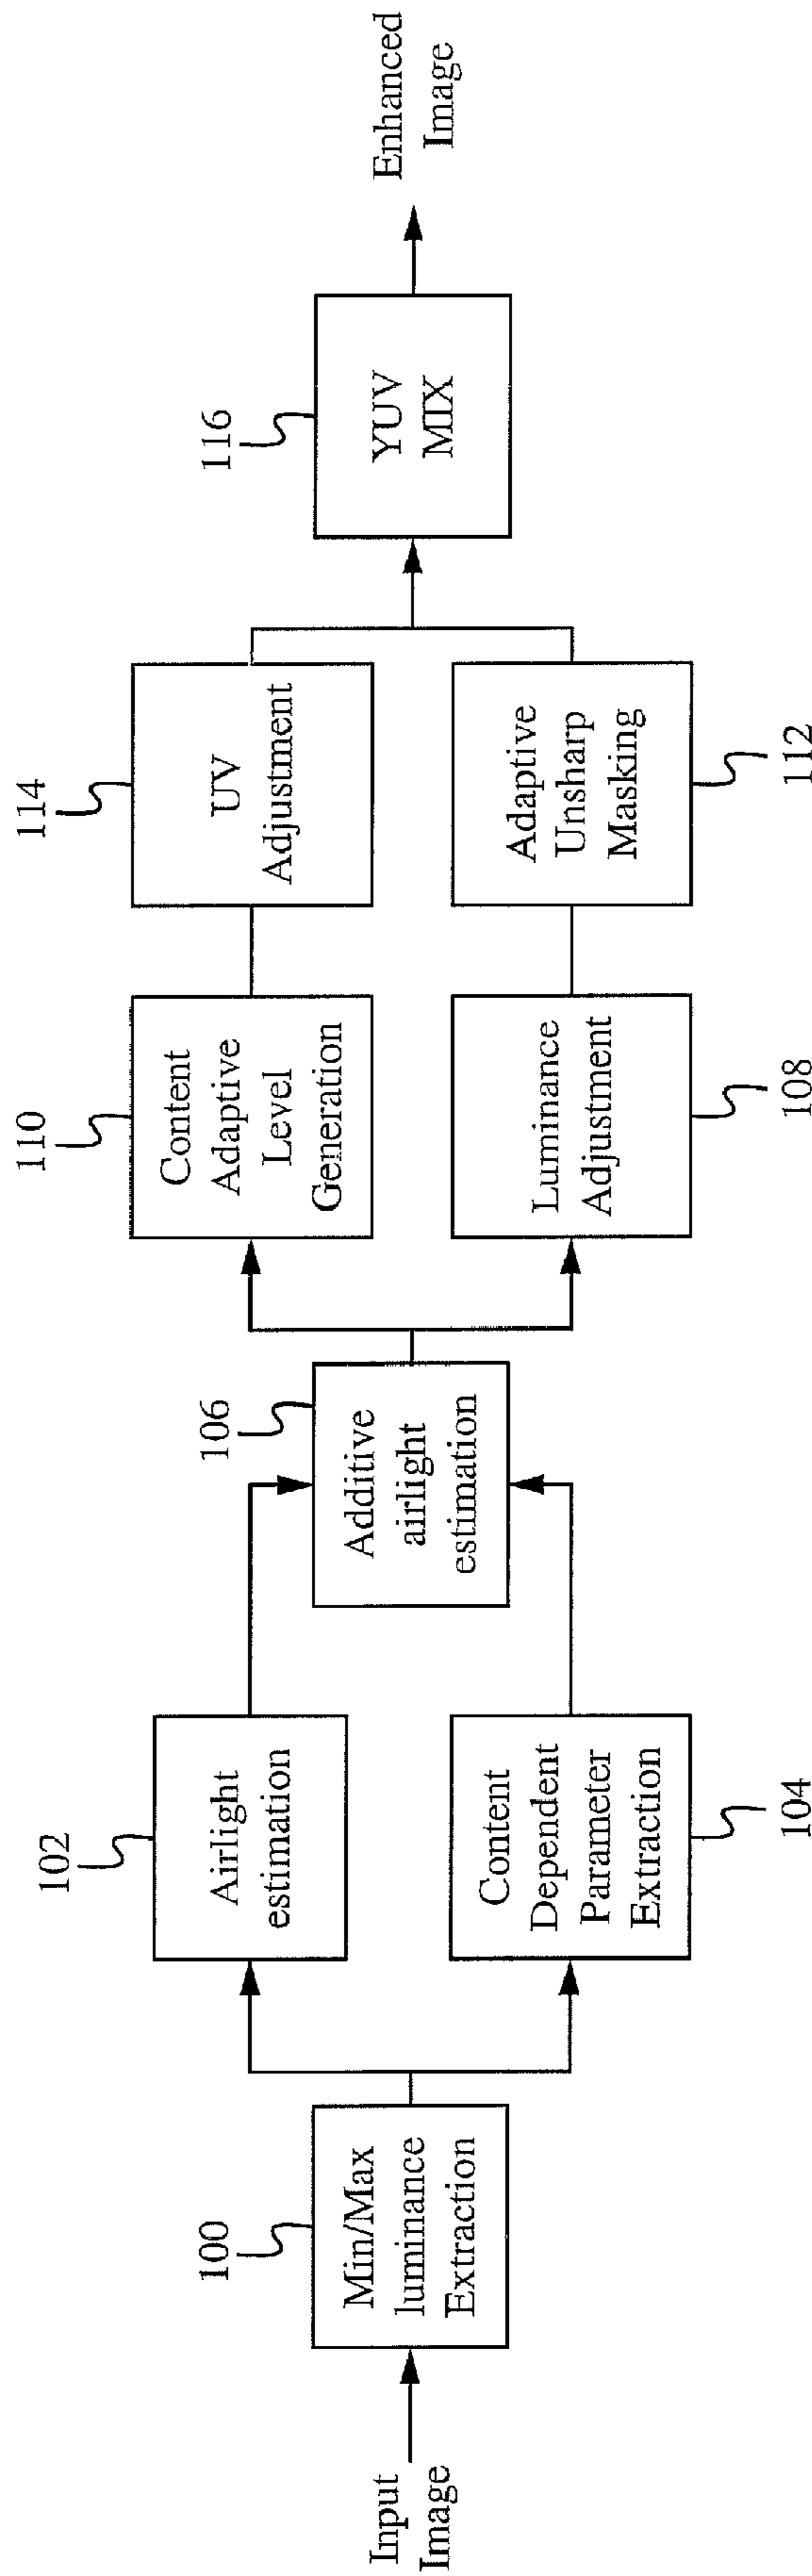 Input
Image
100
Min/Max
luminance
Extraction
102
Airlight
estimation
Content
Dependent
Parameter
Extraction
104
106
Additive
airlight
estimation
110
Content
Adaptive
Level
Generation
Luminance
Adjustment
108
114
UV
Adjustment
Adaptive
Unsharp
Masking
112
116
YUV
MIX
Enhanced
Image